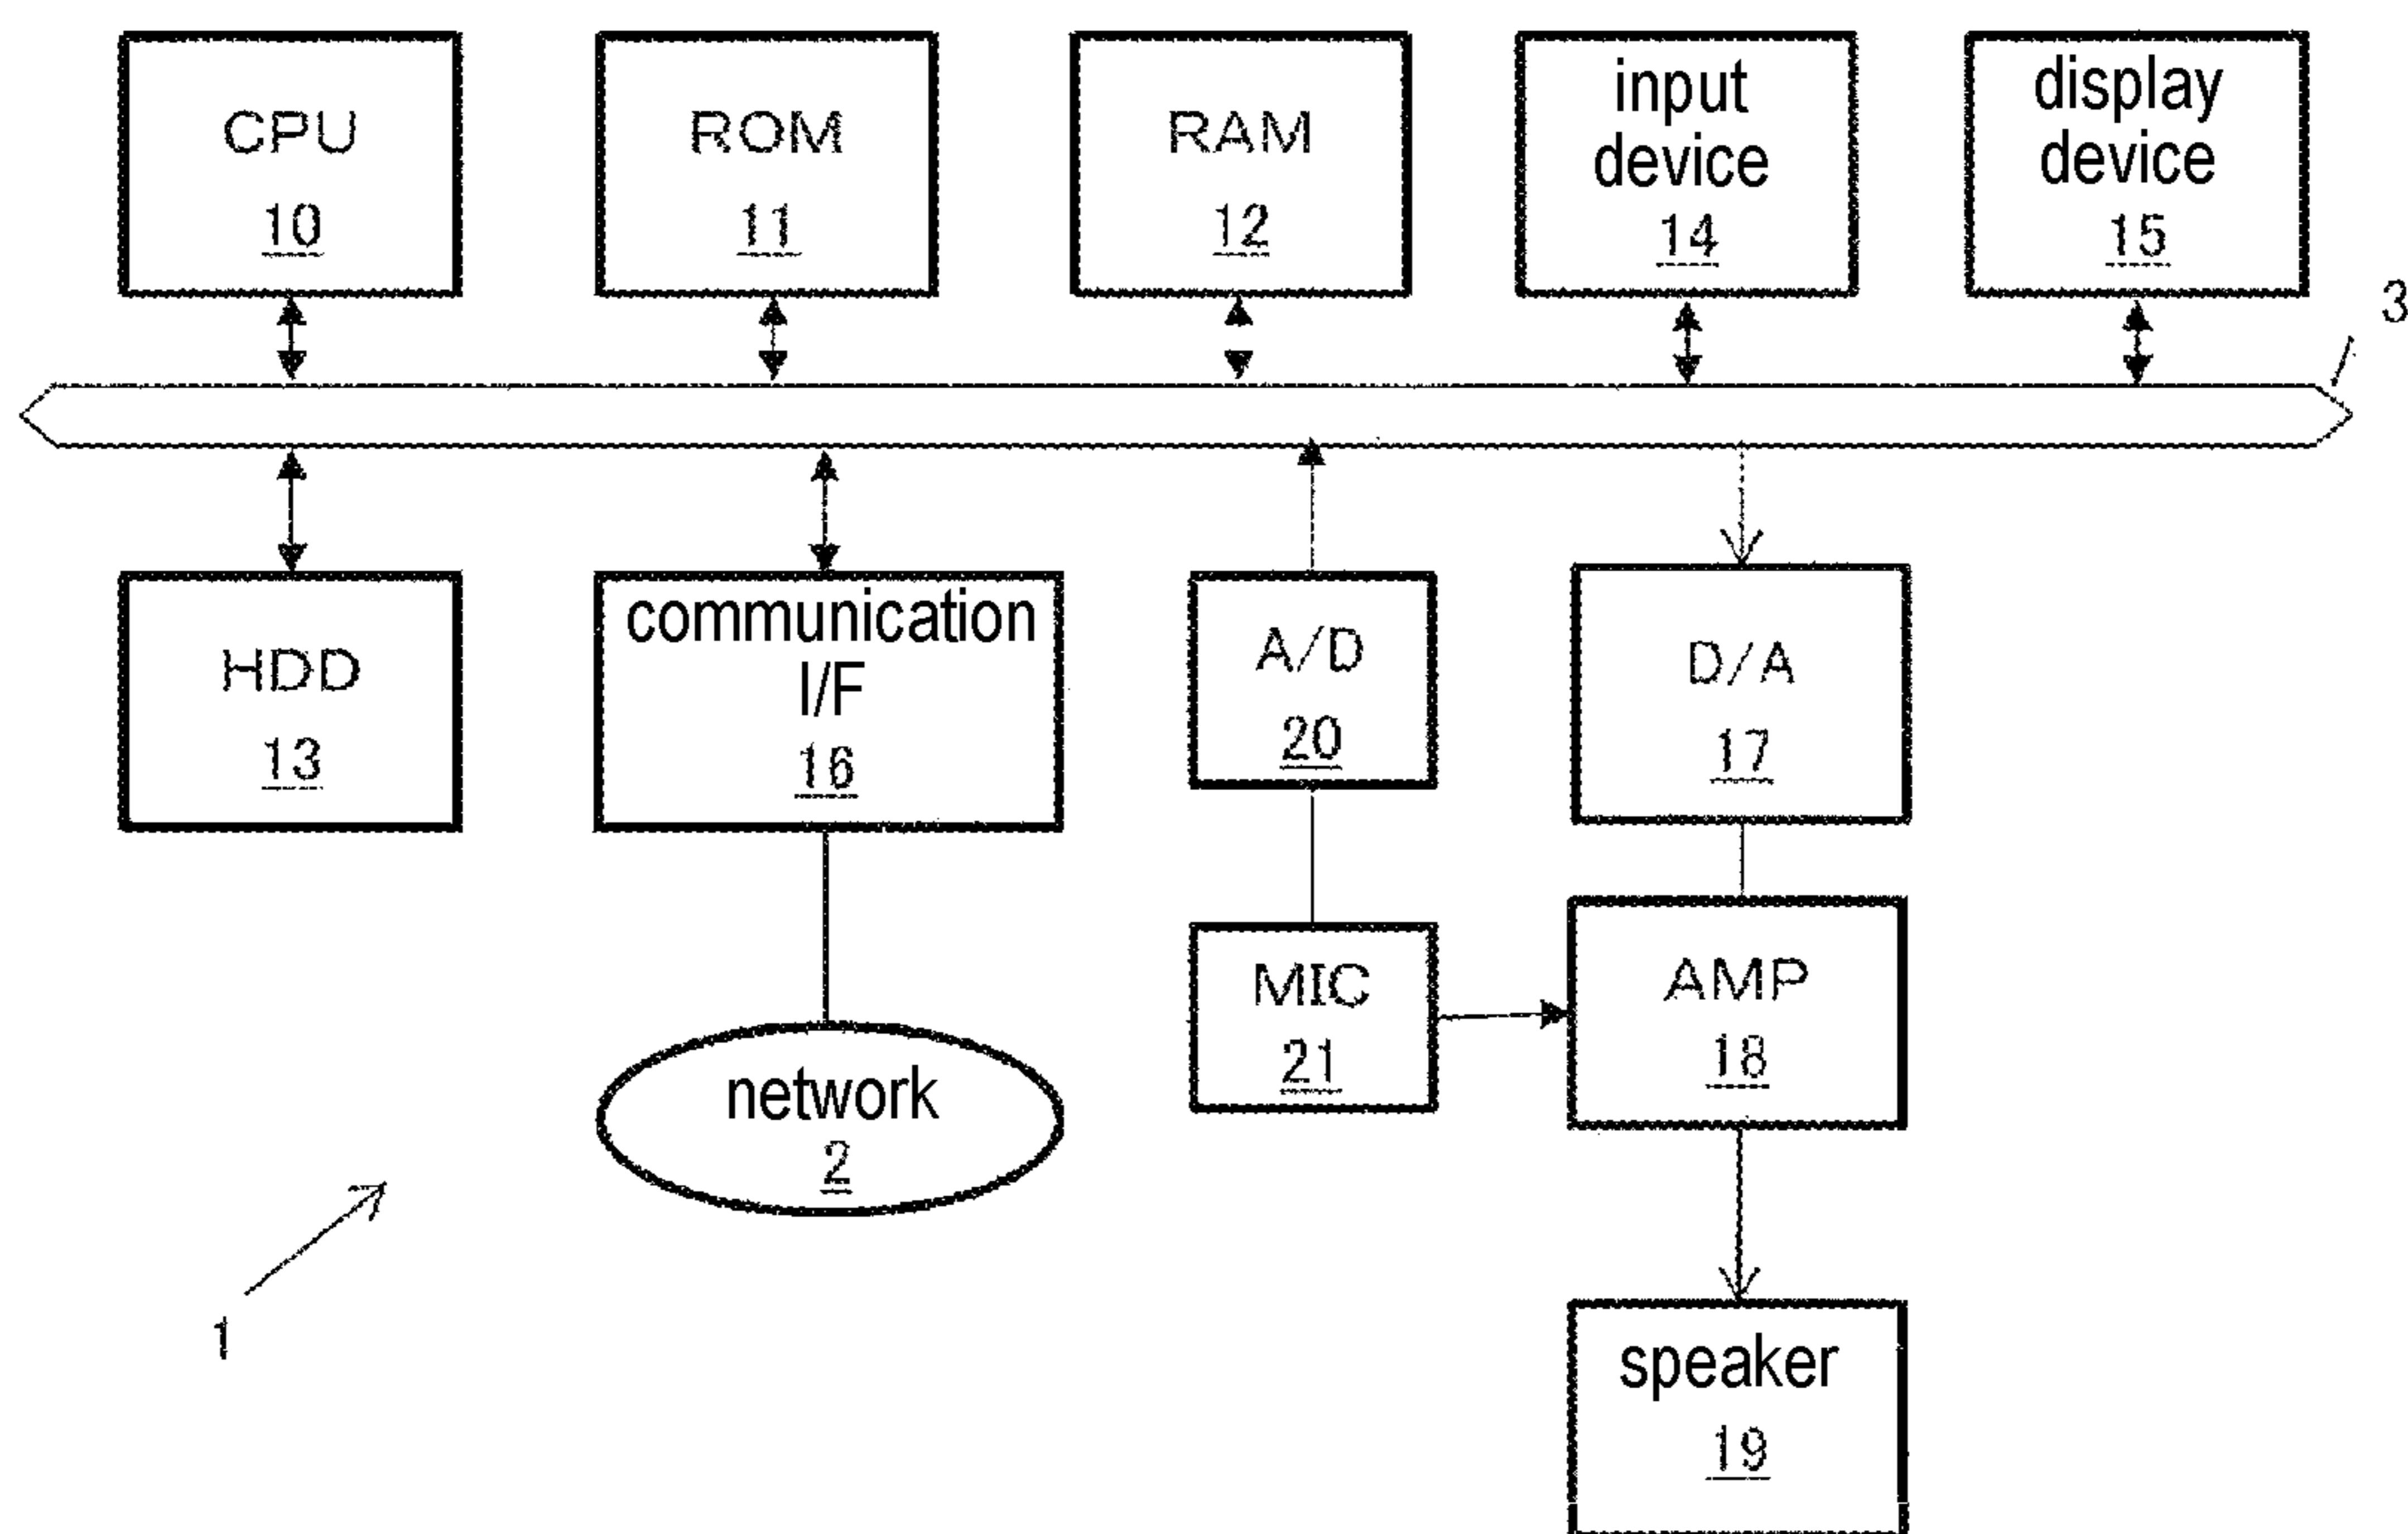 CPU
10
ROM
11
RAM
12
input
device
14
display
device
15
3
HDD
13
communication
I/F
16
A/D
20
D/A
17
MIC
21
AMP
18
network
2
1
speaker
19